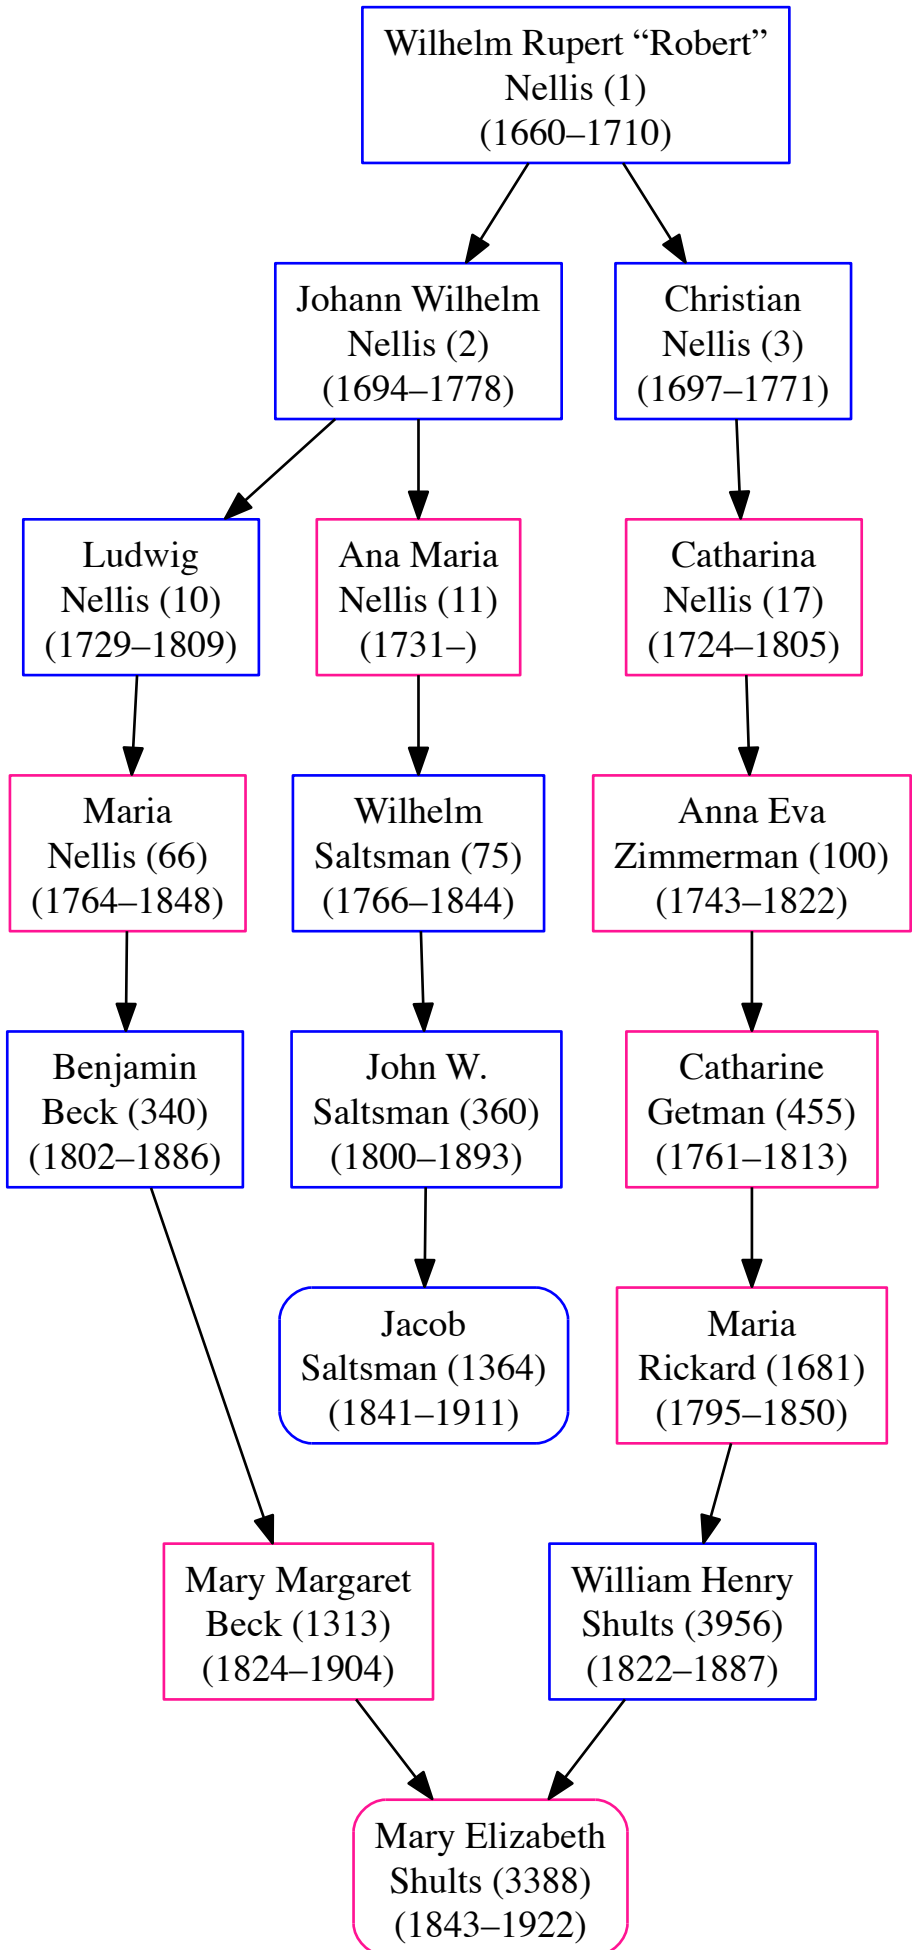 Wilhelm Rupert “Robert”
Nellis (1)
(1660–1710)
Johann Wilhelm
Nellis (2)
(1694–1778)
Christian
Nellis (3)
(1697–1771)
Ludwig
Nellis (10)
(1729–1809)
Ana Maria
Nellis (11)
(1731–)
Catharina
Nellis (17)
(1724–1805)
Maria
Nellis (66)
(1764–1848)
Wilhelm
Saltsman (75)
(1766–1844)
Anna Eva
Zimmerman (100)
(1743–1822)
Benjamin
Beck (340)
(1802–1886)
John W.
Saltsman (360)
(1800–1893)
Catharine
Getman (455)
(1761–1813)
Jacob
Saltsman (1364)
(1841–1911)
Maria
Rickard (1681)
(1795–1850)
Mary Margaret
Beck (1313)
(1824–1904)
William Henry
Shults (3956)
(1822–1887)
Mary Elizabeth
Shults (3388)
(1843–1922)